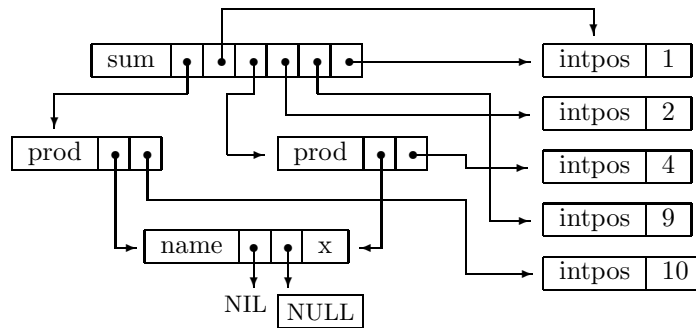 sum intpos 1
intpos 2
prod prod intpos 4
intpos 9
name x
intpos 10
NIL NULL